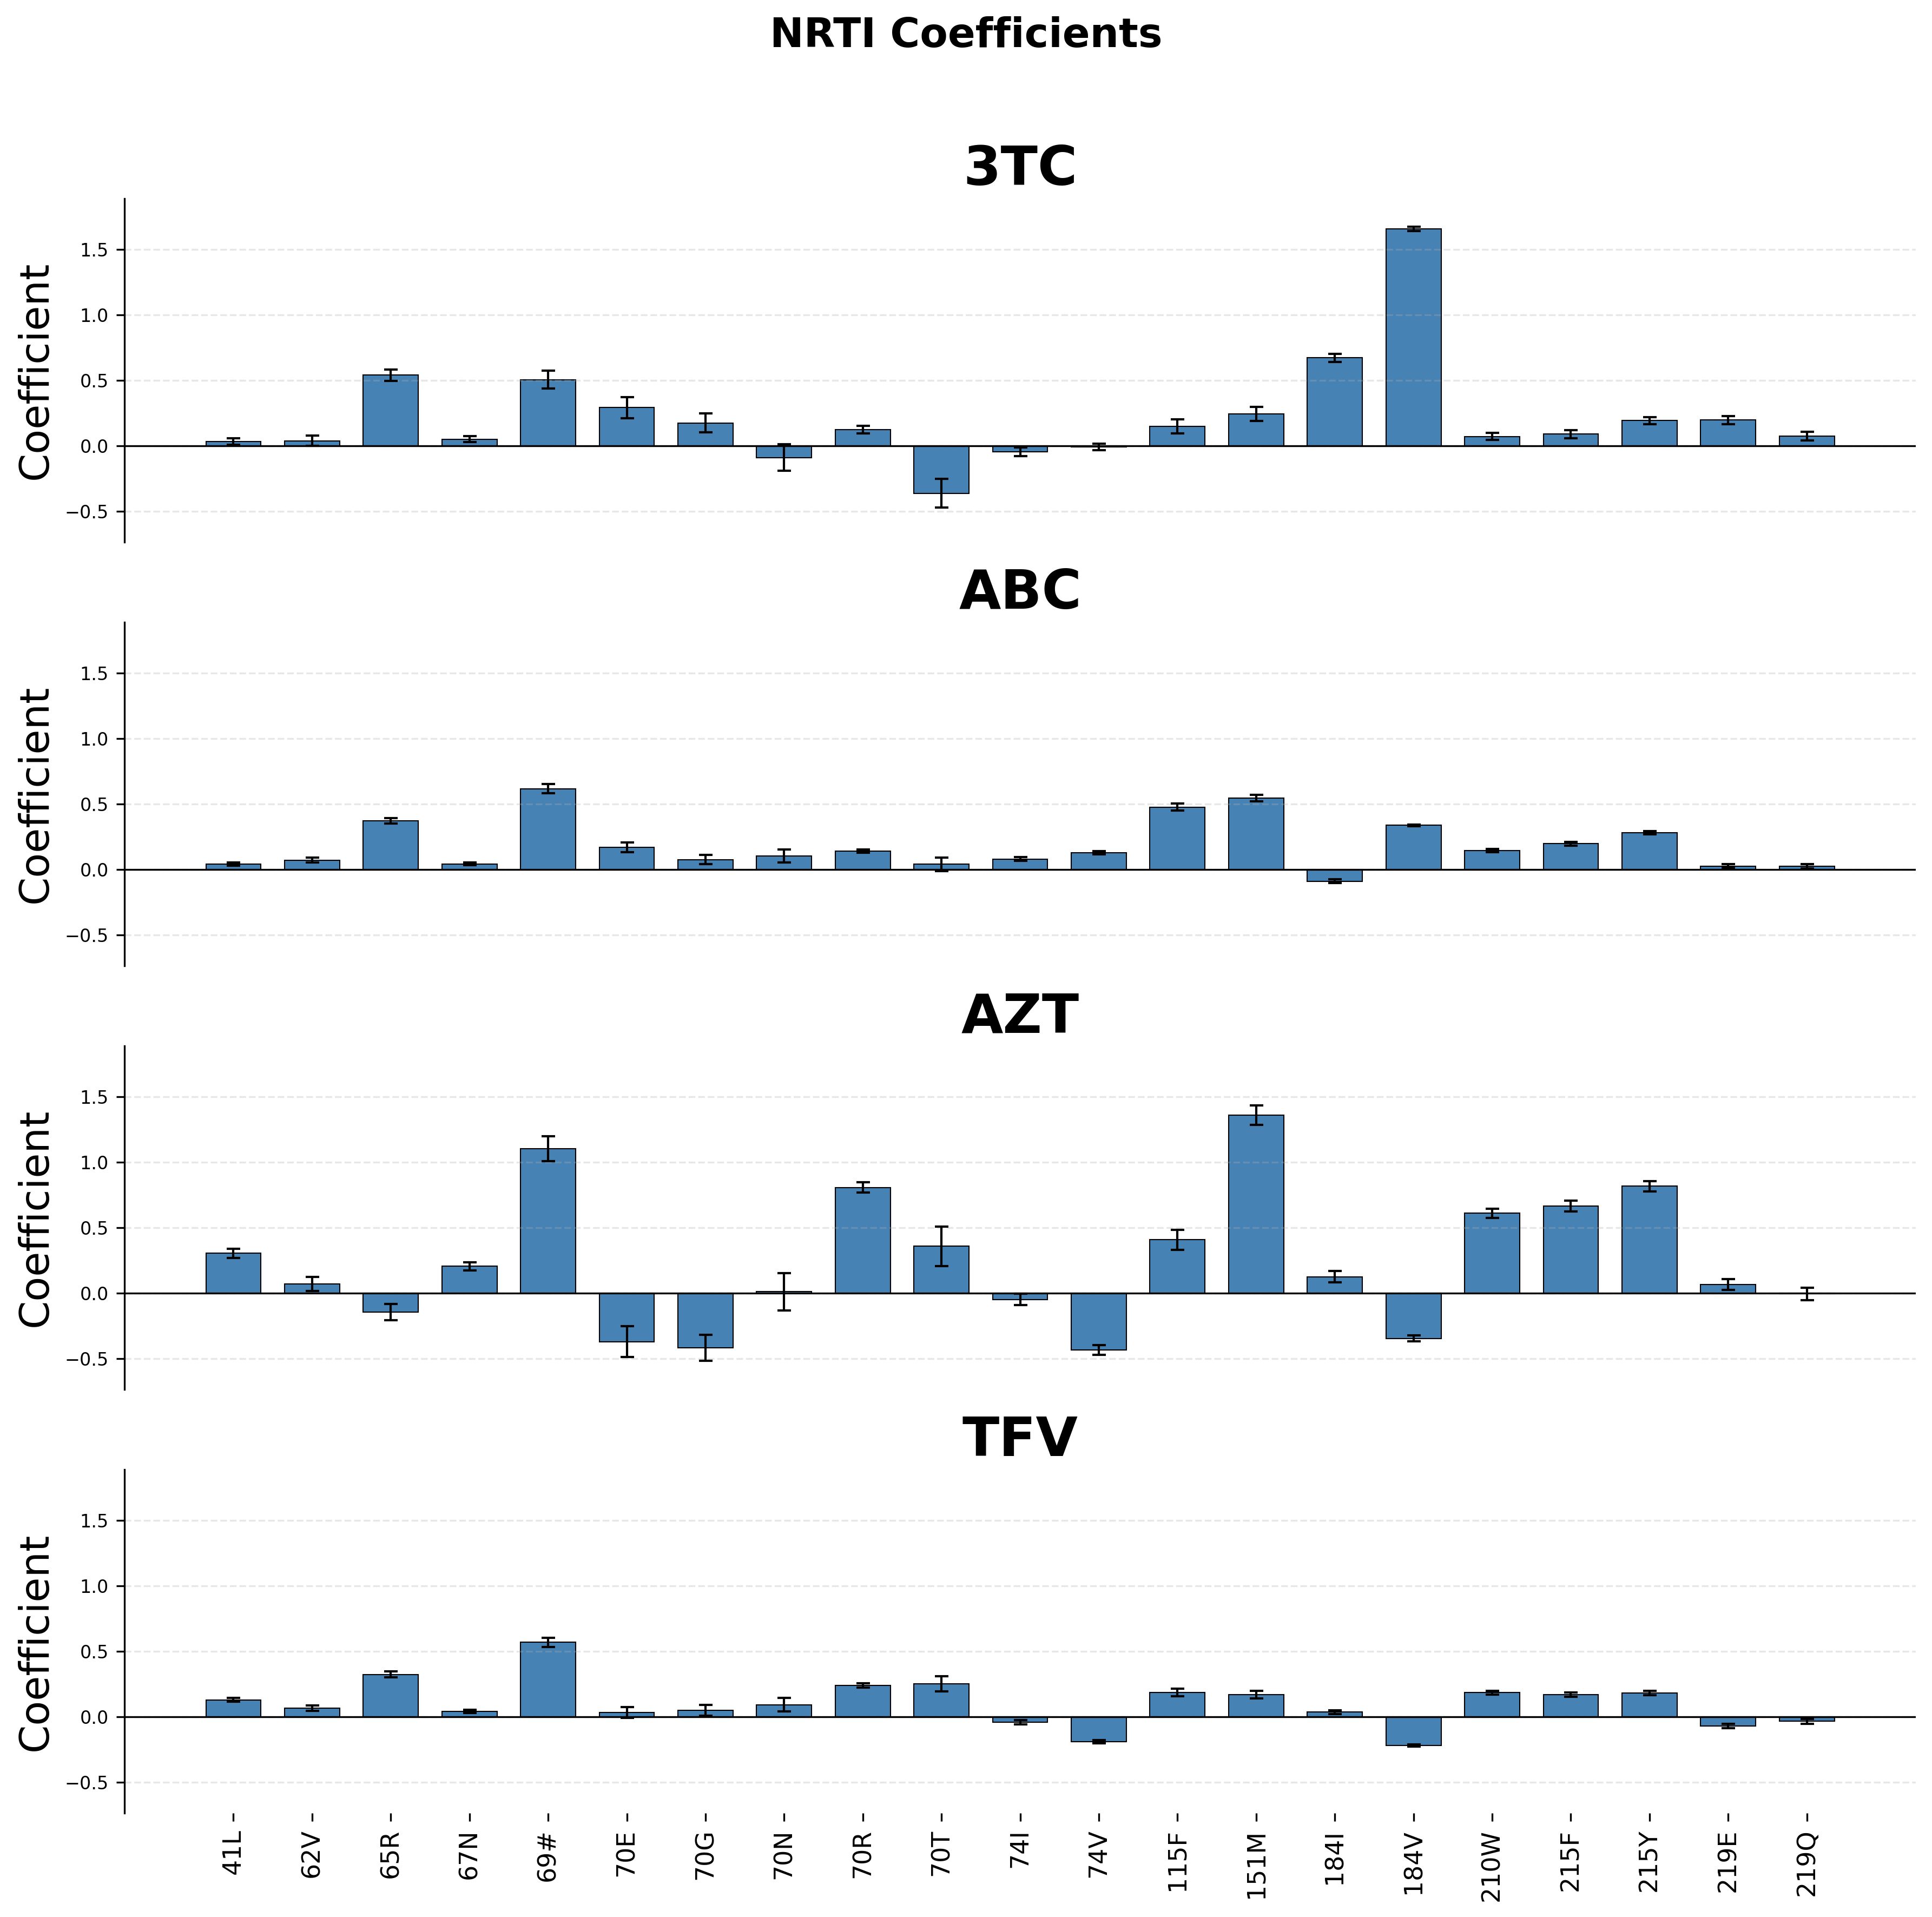 NRTI Coefficients
3TC
Coefficient
1.5
1.0
0.5
0.0
−0.5
ABC
Coefficient
1.5
1.0
0.5
0.0
−0.5
AZT
Coefficient
1.5
1.0
0.5
0.0
−0.5
TFV
Coefficient
1.5
1.0
0.5
0.0
−0.5
41L
62V
65R
67N
69#
70E
70G
70N
70R
70T
74I
74V
115F
151M
184I
184V
210W
215F
215Y
219E
219Q